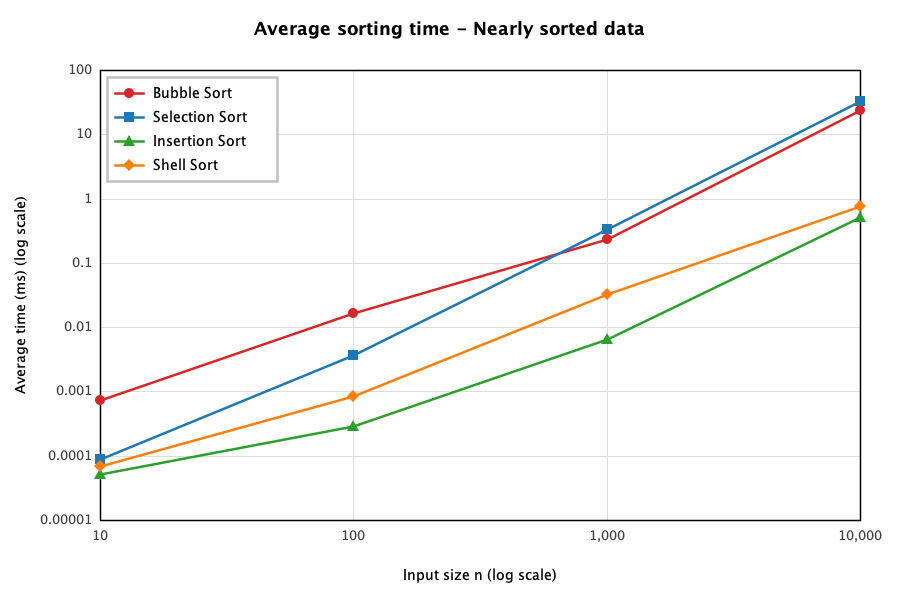 Average sorting time – Nearly sorted data
Bubble Sort
Selection Sort
Insertion Sort
Shell Sort
100
10
1
0.1
0.01
0.001
0.0001
0.00001
Average time (ms) (log scale)
10
100
1,000
10,000
Input size n (log scale)